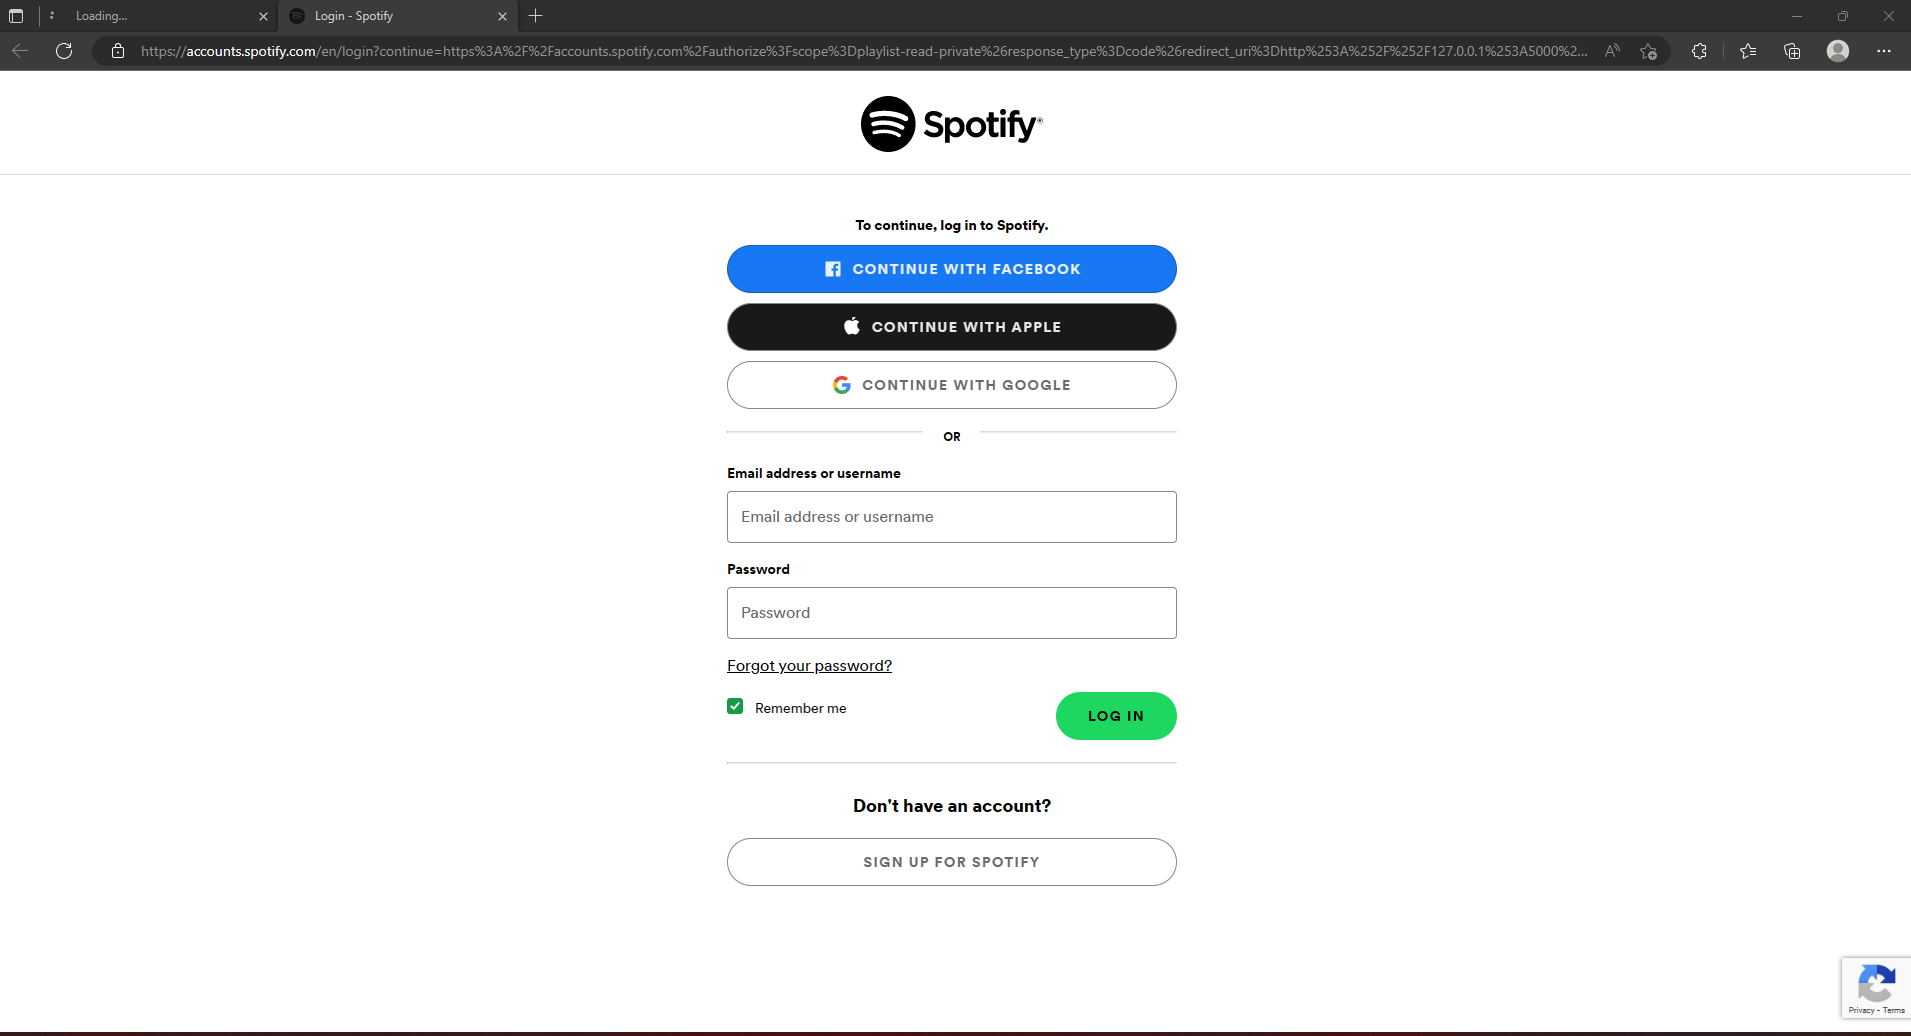 Loading...
Login - Spotify
https://accounts.spotify.com/en/login?continue=https%3A%2F%2Faccounts.spotify.com%2Fauthorize%3Fscope%3Dplaylist-read-private%26response_type%3Dcode%26redirect_uri%3Dhttp%253A%252F%252F127.0.0.1%253A5000%2...
Spotify®
To continue, log in to Spotify.
CONTINUE WITH FACEBOOK
CONTINUE WITH APPLE
CONTINUE WITH GOOGLE
OR
Email address or username
Email address or username
Password
Password
Forgot your password?
Remember me
LOG IN
Don't have an account?
SIGN UP FOR SPOTIFY
Privacy - Terms